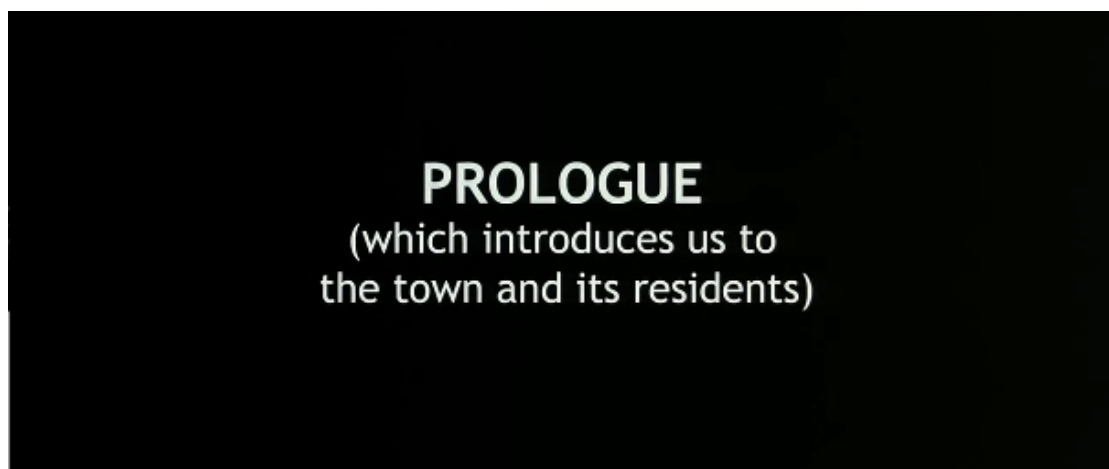 PROLOGUE
(which introduces us to
the town and its residents)